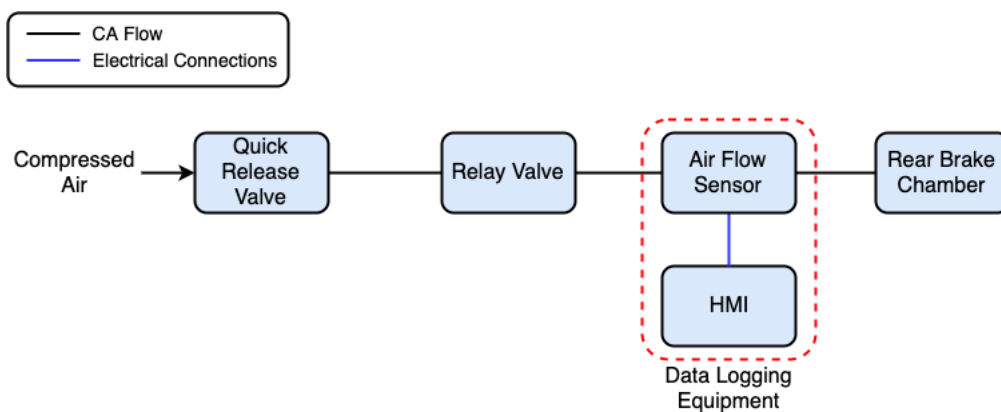 CA Flow
Electrical Connections
Compressed
Air
Quick
Release
Valve
Relay Valve
Air Flow
Sensor
Rear Brake
Chamber
HMI
Data Logging
Equipment